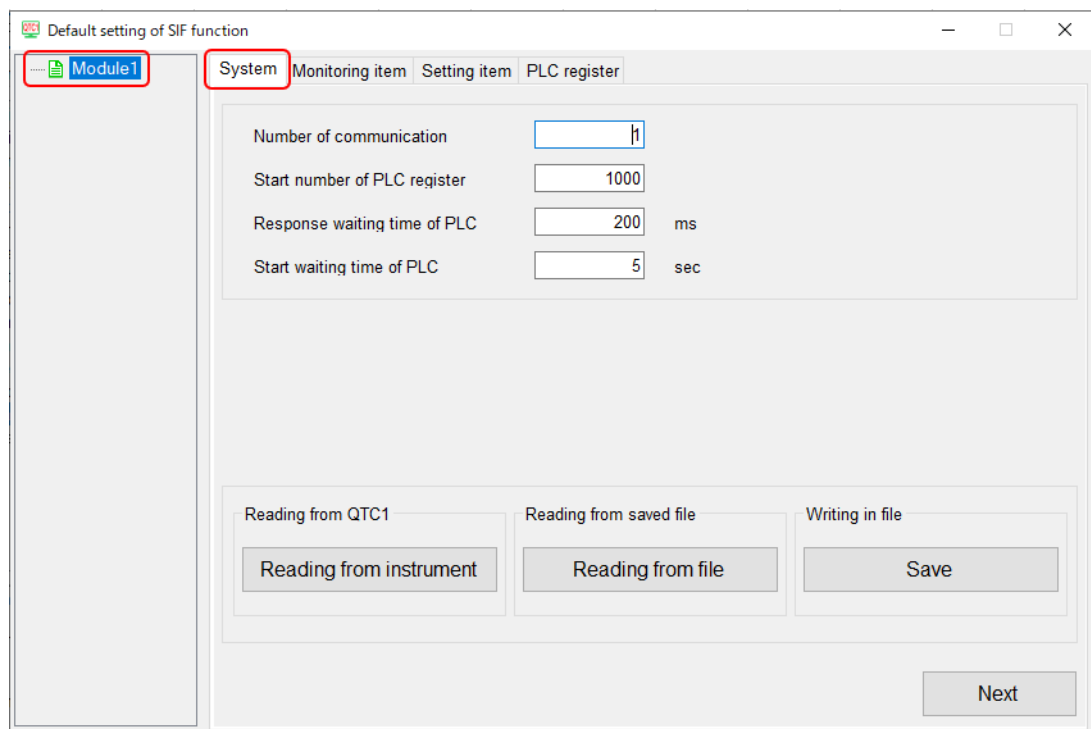 QTC1 Default setting of SIF function
Module1
System Monitoring item Setting item PLC register
Number of communication 1
Start number of PLC register 1000
Response waiting time of PLC 200 ms
Start waiting time of PLC 5 sec
Reading from QTC1 Reading from saved file Writing in file
Reading from instrument Reading from file Save
Next